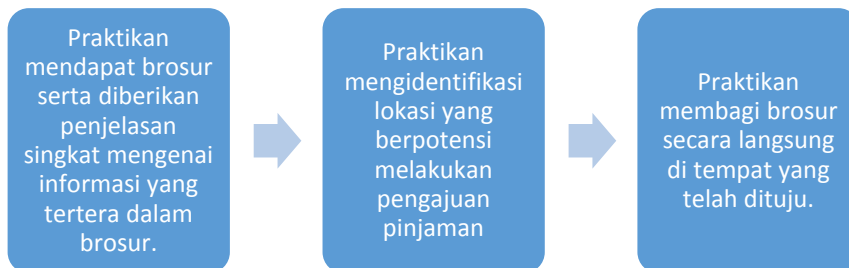 Praktikan
mendapat brosur
serta diberikan
penjelasan
singkat mengenai
informasi yang
tertera dalam
brosur.
Praktikan
mengidentifikasi
lokasi yang
berpotensi
melakukan
pengajuan
pinjaman
Praktikan
membagi brosur
secara langsung
di tempat yang
telah dituju.